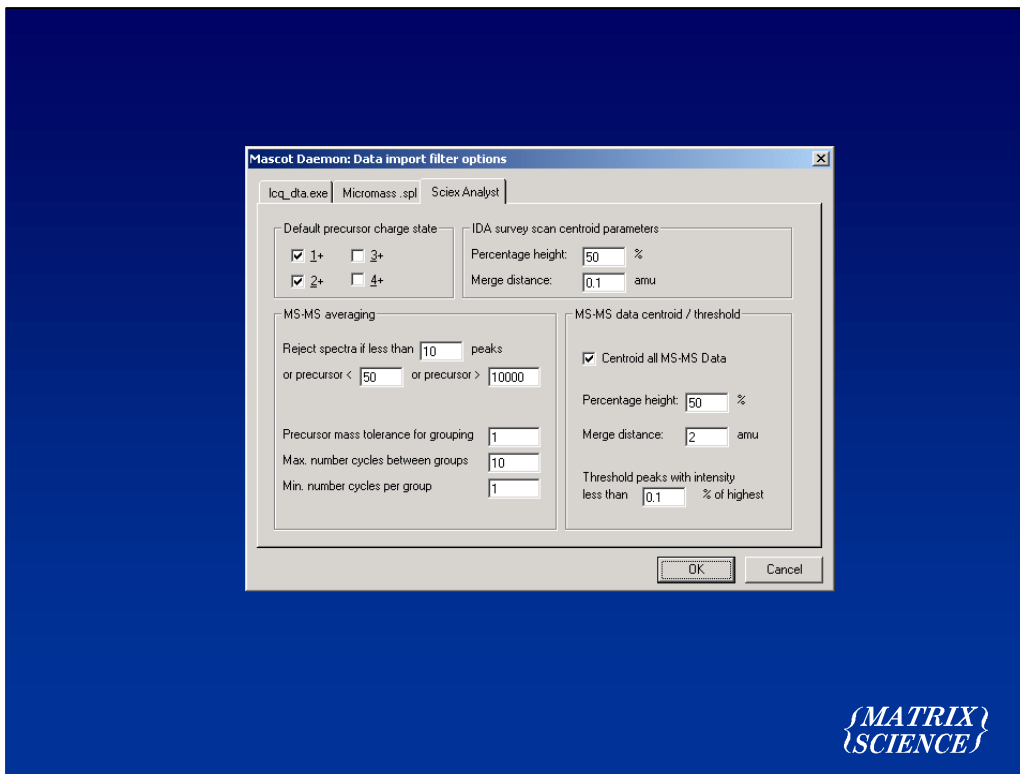 Mascot Daemon: Data import filter options
lcq_dta.exe Micromass .spl Sciex Analyst
Default precursor charge state
1+ 3+
2+ 4+
IDA survey scan centroid parameters
Percentage height: 50 %
Merge distance: 0.1 amu
MS-MS averaging
Reject spectra if less than 10 peaks
or precursor < 50 or precursor > 10000
Precursor mass tolerance for grouping 1
Max. number cycles between groups 10
Min. number cycles per group 1
MS-MS data centroid / threshold
Centroid all MS-MS Data
Percentage height: 50 %
Merge distance: 2 amu
Threshold peaks with intensity
less than 0.1 % of highest
OK Cancel
{MATRIX}
{SCIENCE}